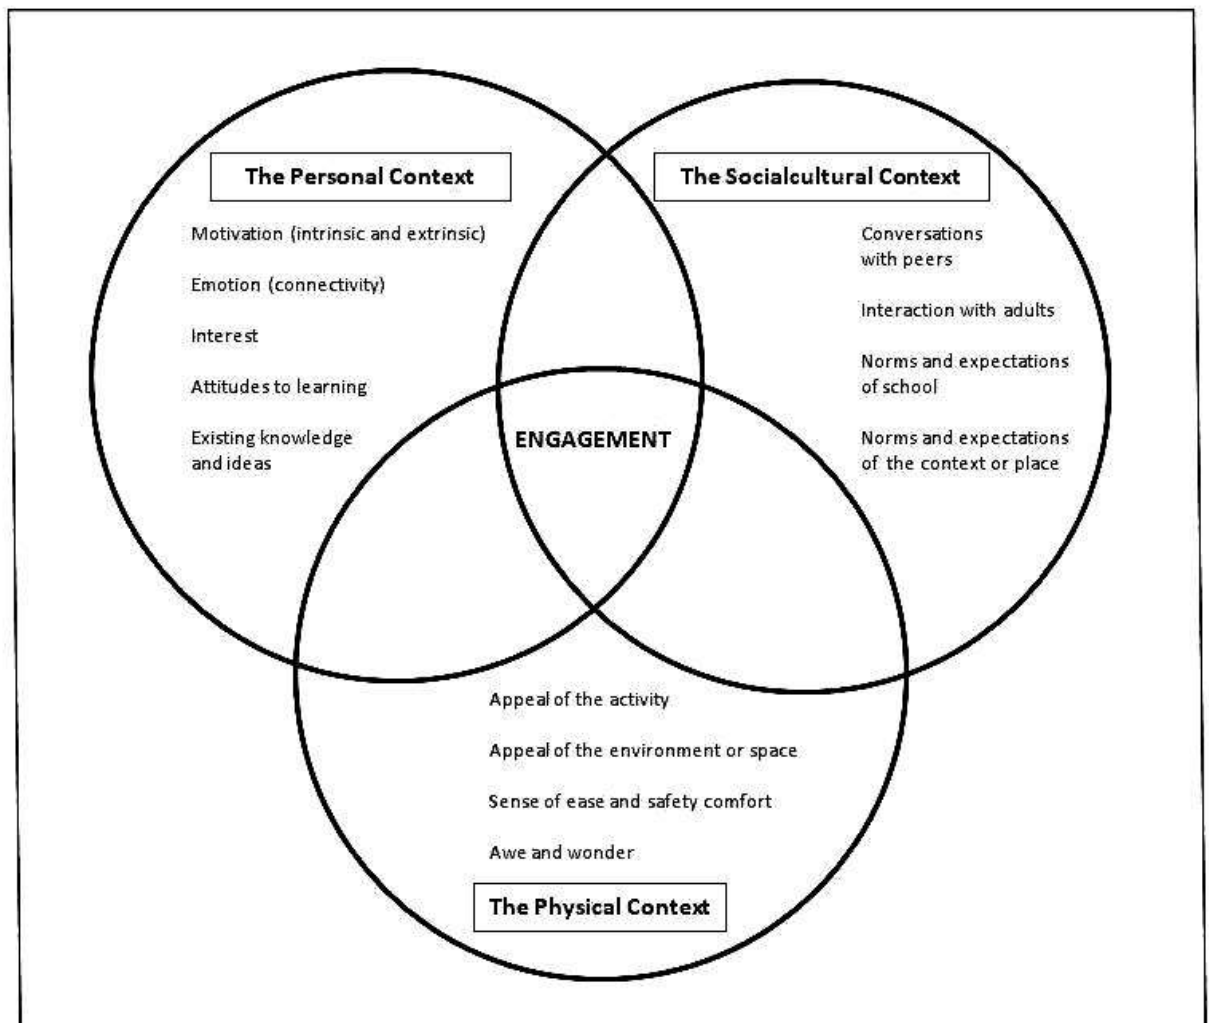 The Personal Context
Motivation (intrinsic and extrinsic)
Emotion (connectivity)
Interest
Attitudes to learning
Existing knowledge
and ideas
The Socialcultural Context
Conversations
with peers
Interaction with adults
Norms and expectations
of school
Norms and expectations
of the context or place
ENGAGEMENT
Appeal of the activity
Appeal of the environment or space
Sense of ease and safety comfort
Awe and wonder
The Physical Context